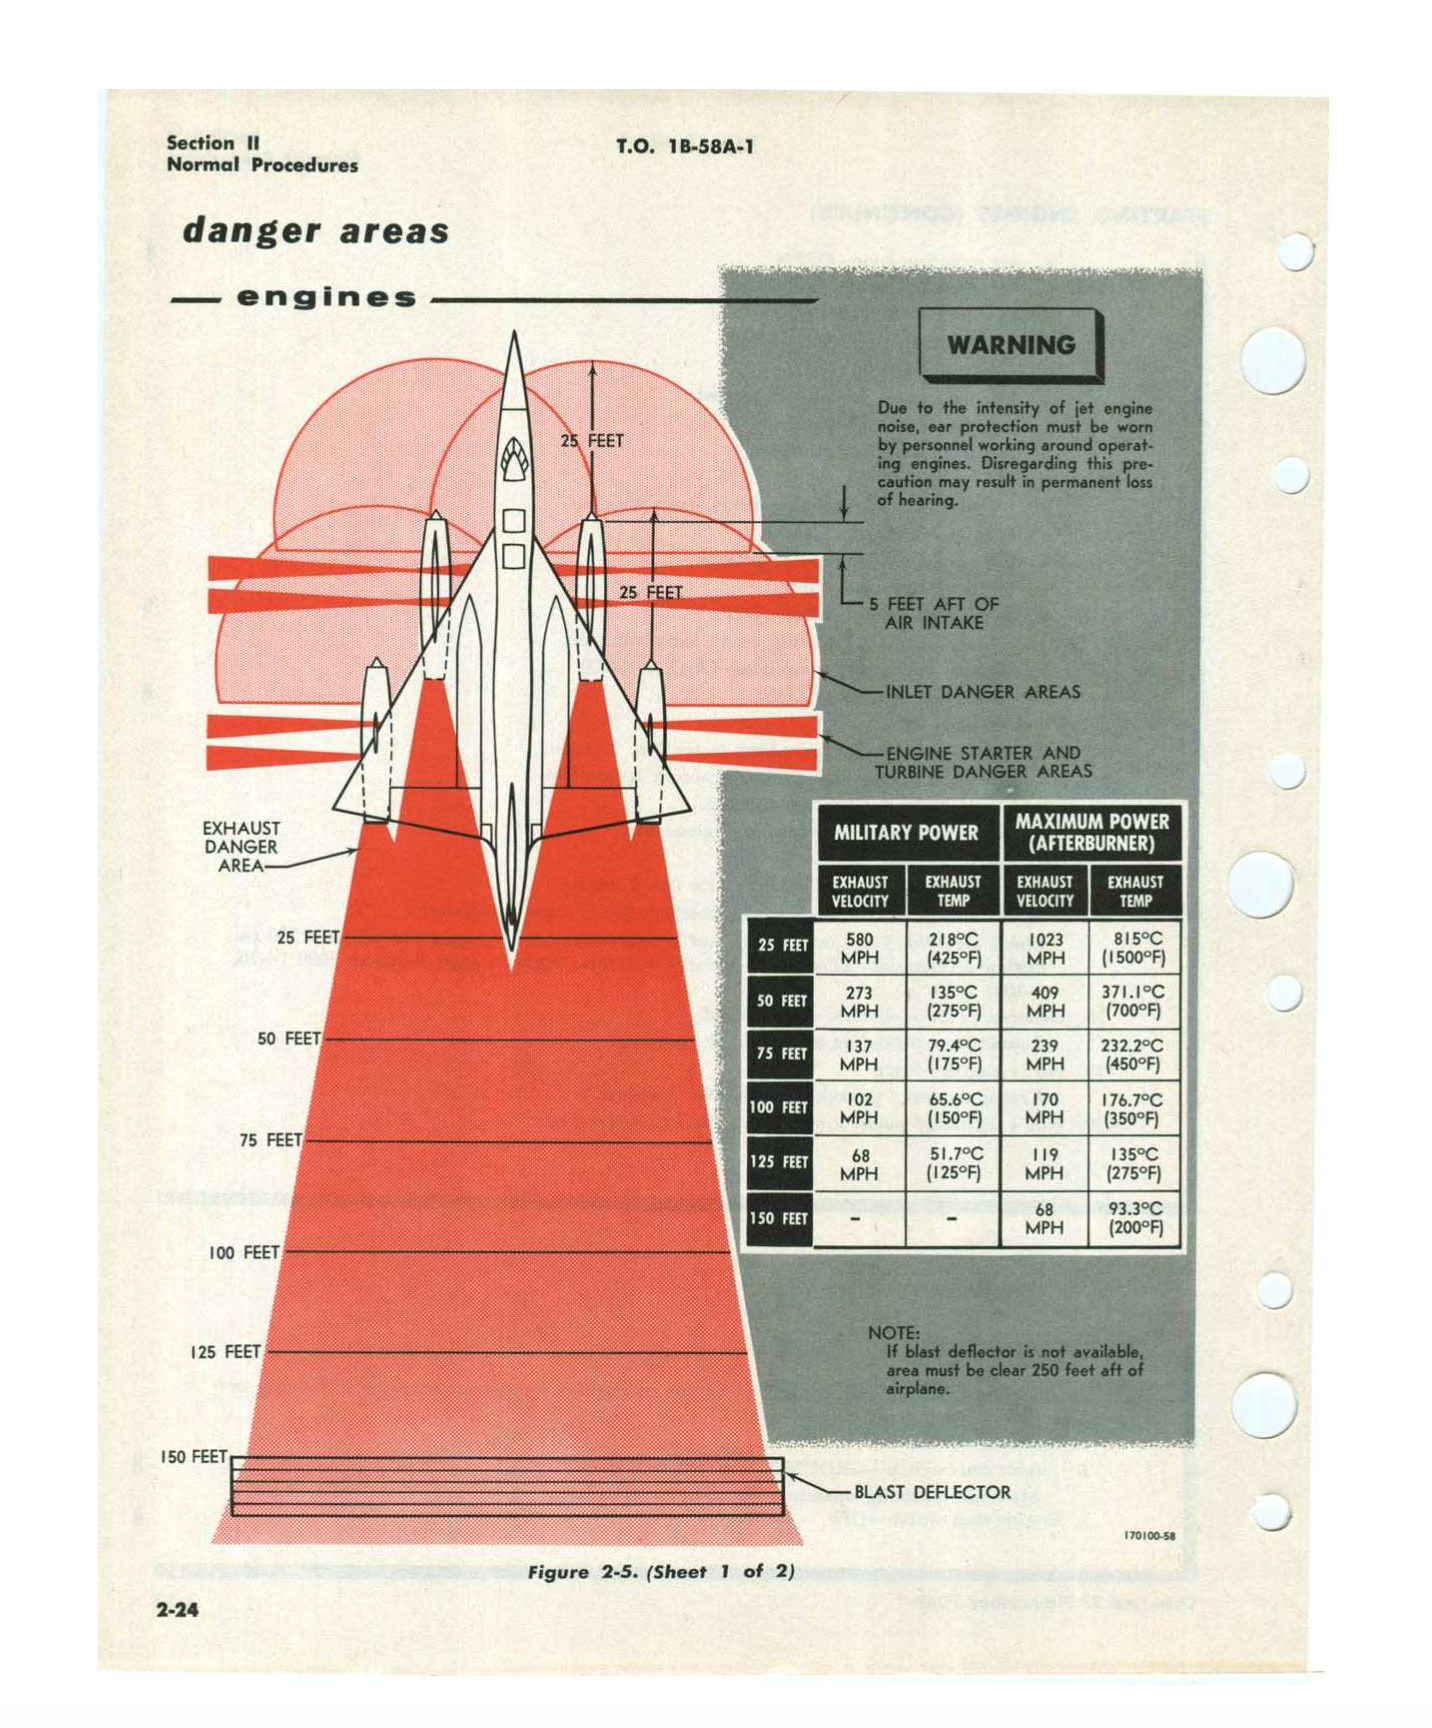 Section II
Normal Procedures
T.O. 1B-58A-1
danger areas
engines
WARNING
Due to the intensity of jet engine
noise, ear protection must be worn
by personnel working around operat-
ing engines. Disregarding this pre-
caution may result in permanent loss
of hearing.
25 FEET
25 FEET
5 FEET AFT OF
AIR INTAKE
INLET DANGER AREAS
ENGINE STARTER AND
TURBINE DANGER AREAS
EXHAUST
DANGER
AREA
25 FEET
50 FEET
75 FEET
100 FEET
125 FEET
150 FEET
MILITARY POWER
MAXIMUM POWER
(AFTERBURNER)
EXHAUST
VELOCITY
EXHAUST
TEMP
EXHAUST
VELOCITY
EXHAUST
TEMP
25 FEET
580
MPH
218°C
(425°F)
1023
MPH
815°C
(1500°F)
50 FEET
273
MPH
135°C
(275°F)
409
MPH
371.1°C
(700°F)
75 FEET
137
MPH
79.4°C
(175°F)
239
MPH
232.2°C
(450°F)
100 FEET
102
MPH
65.6°C
(150°F)
170
MPH
176.7°C
(350°F)
125 FEET
68
MPH
51.7°C
(125°F)
119
MPH
135°C
(275°F)
150 FEET
-
-
68
MPH
93.3°C
(200°F)
NOTE:
If blast deflector is not available,
area must be clear 250 feet aft of
airplane.
BLAST DEFLECTOR
170100-58
Figure 2-5. (Sheet 1 of 2)
2-24